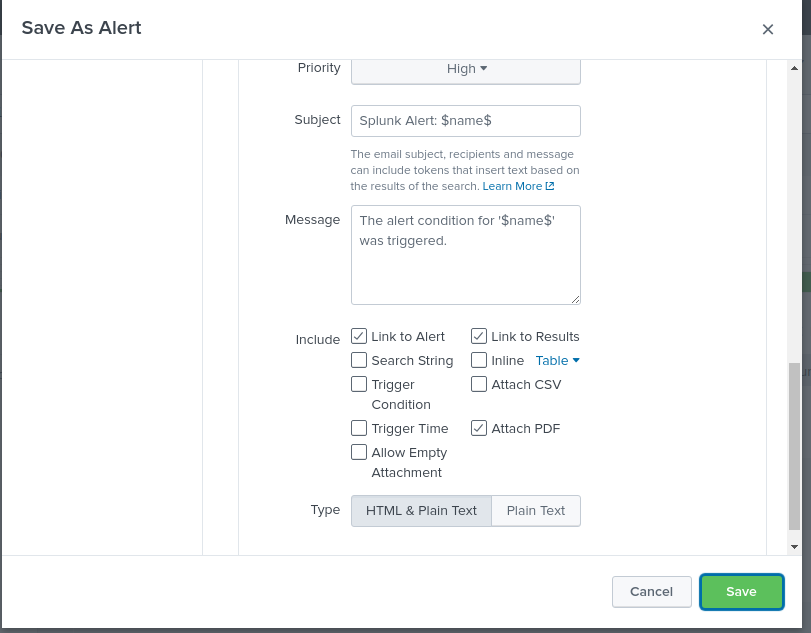 Save As Alert
Priority
High
Subject
Splunk Alert: $name$
The email subject, recipients and message
can include tokens that insert text based on
the results of the search. Learn More
Message
The alert condition for '$name$'
was triggered.
Include
Link to Alert
Link to Results
Search String
Inline Table
Trigger
Condition
Attach CSV
Trigger Time
Attach PDF
Allow Empty
Attachment
Type
HTML & Plain Text
Plain Text
Cancel
Save